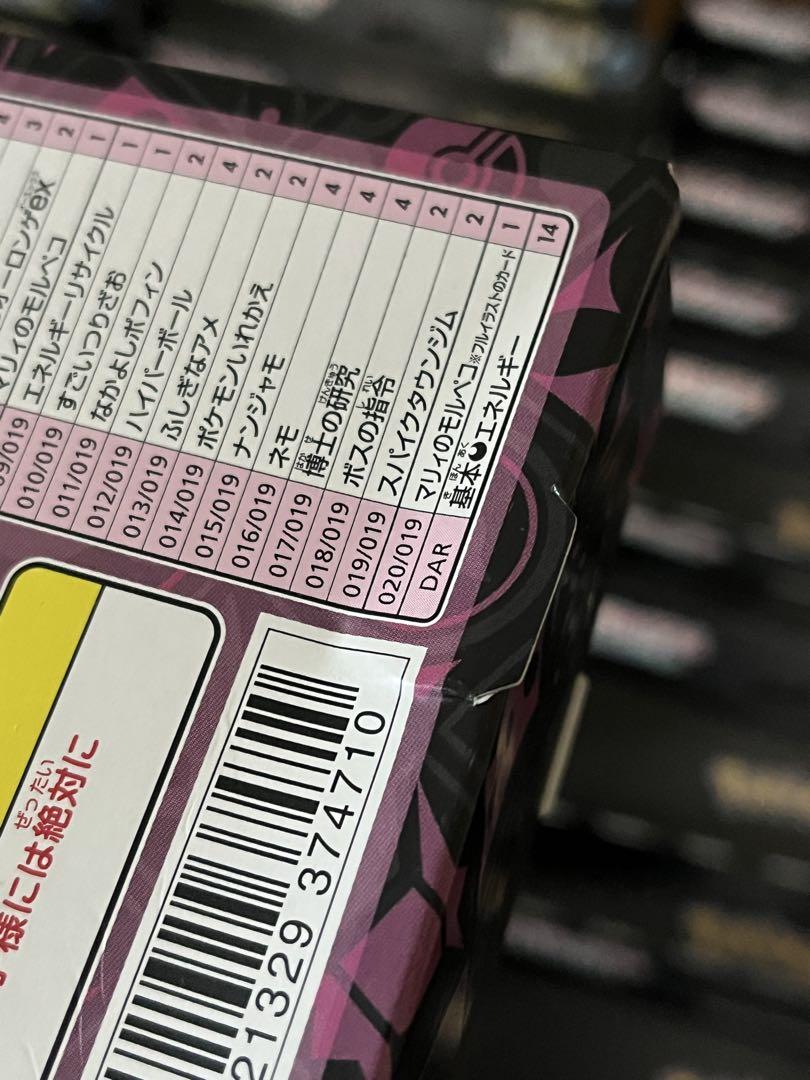 オーロンゲex 2
マリィのモルペコ 1
09/019 エネルギーリサイクル 1
010/019 すごいつりざお 1
011/019 なかよしポフィン 2
012/019 ハイパーボール 4
013/019 ふしぎなアメ 2
014/019 ポケモンいれかえ 2
015/019 ナンジャモ 4
016/019 ネモ 4
017/019 博士の研究 4
018/019 ボスの指令 2
019/019 スパイクタウンジム 2
020/019 マリィのモルペコ※フルイラストのカード 1
DAR 基本エネルギー 14
様には絶対に
21329 374710